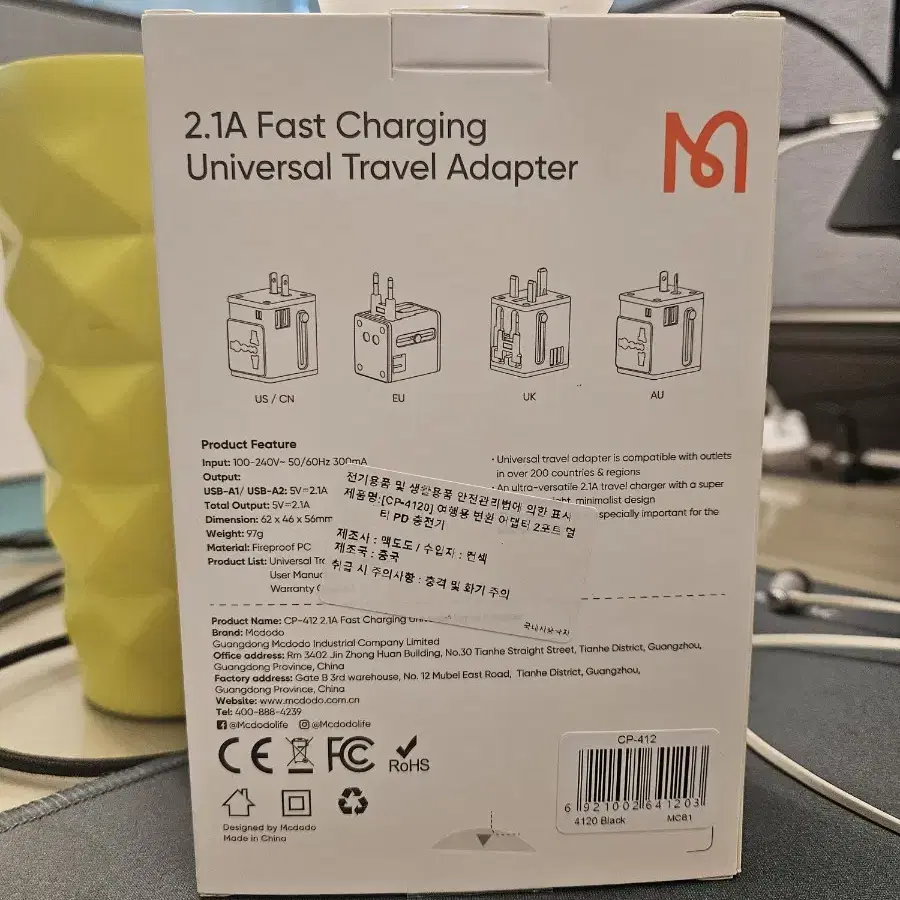 2.1A Fast Charging
Universal Travel Adapter
US / CN
EU
UK
AU
Product Feature
Input: 100-240V~ 50/60Hz 300mA
Output:
USB-A1/ USB-A2: 5V=2.1A
Total Output: 5V=2.1A
Dimension: 62 x 46 x 56mm
Weight: 97g
Material: Fireproof PC
Product List: Universal
User
Warranty
· Universal travel adapter is compatible with outlets
in over 200 countries & regions
· An ultra-versatile 2.1A travel charger with a super
minimalist design
specially important for the
전기용품 및 생활용품 안전관리법에 의한 표시
제품명:[CP-4120] 여행용 변환 어댑터 2포트 멀
티 PD 충전기
제조사 : 맥도도 / 수입자 : 컨섹
제조국 : 중국
취급 시 주의사항 : 충격 및 화기 주의
Product Name: CP-412 2.1A Fast Charging
Brand: Mcdodo
Guangdong Mcdodo Industrial Company Limited
Office address: Rm 3402 Jin Zhong Huan Building, No.30 Tianhe Straight Street, Tianhe District, Guangzhou,
Guangdong Province, China
Factory address: Gate B 3rd warehouse, No. 12 Mubel East Road, Tianhe District, Guangzhou,
Guangdong Province, China
Website: www.mcdodo.com.cn
Tel: 400-888-4239
@Mcdodolife @Mcdodolife
CE FC RoHS
Designed by Mcdodo
Made in China
CP-412
6 921002 641203
4120 Black MC81